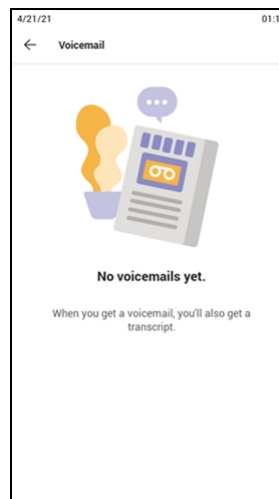 4/21/21
Voicemail
No voicemails yet.
When you get a voicemail, you'll also get a
transcript.